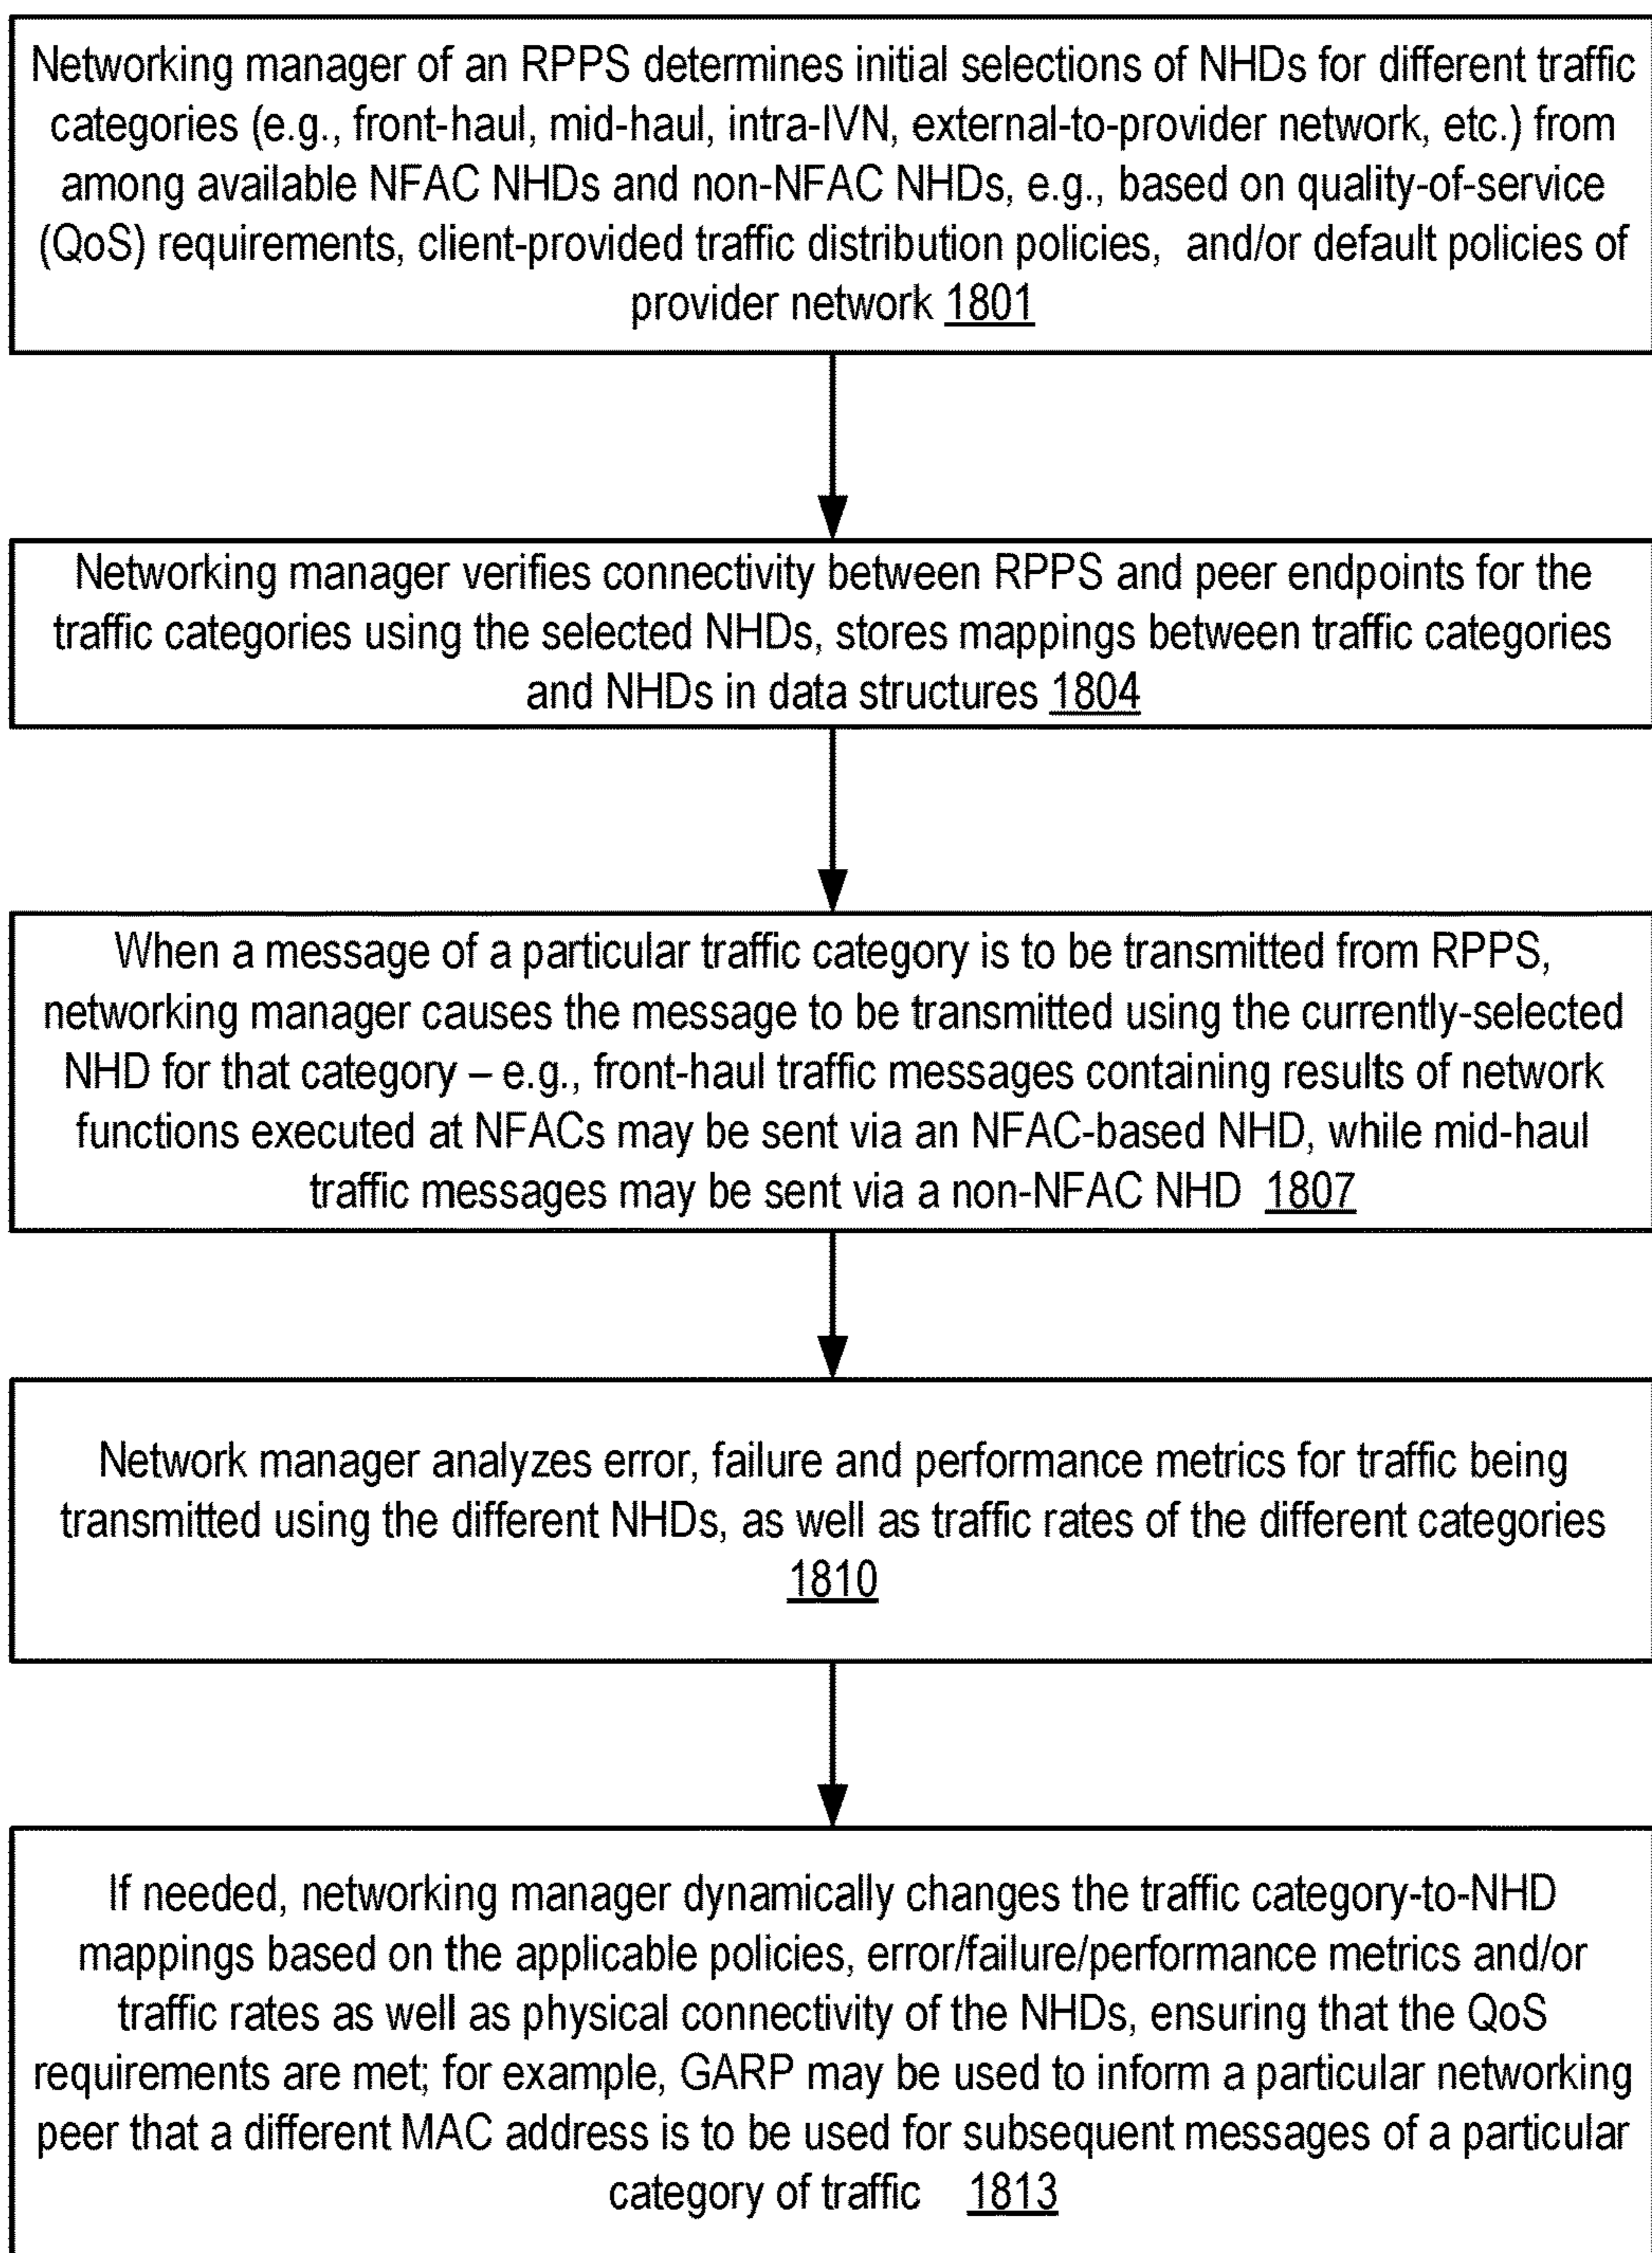 Networking manager of an RPPS determines initial selections of NHDs for different traffic
categories (e.g., front-haul, mid-haul, intra-IVN, external-to-provider network, etc.) from
among available NFAC NHDs and non-NFAC NHDs, e.g., based on quality-of-service
(QoS) requirements, client-provided traffic distribution policies, and/or default policies of
provider network 1801
Networking manager verifies connectivity between RPPS and peer endpoints for the
traffic categories using the selected NHDs, stores mappings between traffic categories
and NHDs in data structures 1804
When a message of a particular traffic category is to be transmitted from RPPS,
networking manager causes the message to be transmitted using the currently-selected
NHD for that category – e.g., front-haul traffic messages containing results of network
functions executed at NFACs may be sent via an NFAC-based NHD, while mid-haul
traffic messages may be sent via a non-NFAC NHD 1807
Network manager analyzes error, failure and performance metrics for traffic being
transmitted using the different NHDs, as well as traffic rates of the different categories
1810
If needed, networking manager dynamically changes the traffic category-to-NHD
mappings based on the applicable policies, error/failure/performance metrics and/or
traffic rates as well as physical connectivity of the NHDs, ensuring that the QoS
requirements are met; for example, GARP may be used to inform a particular networking
peer that a different MAC address is to be used for subsequent messages of a particular
category of traffic 1813